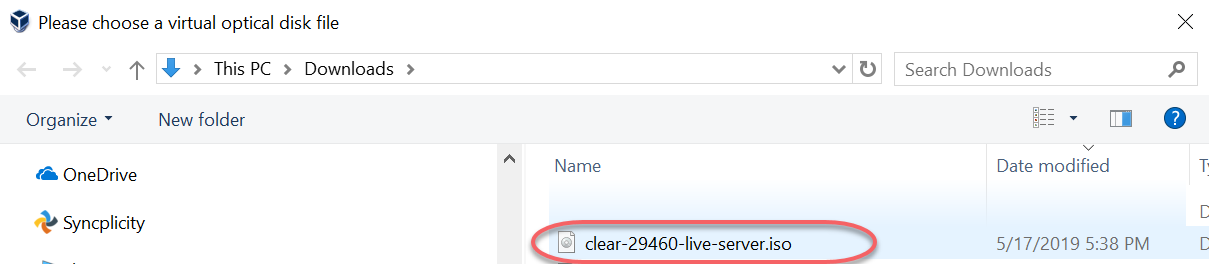 Please choose a virtual optical disk file
This PC > Downloads >
Search Downloads
Organize
New folder
OneDrive
Syncplicity
Name
Date modified
clear-29460-live-server.iso
5/17/2019 5:38 PM